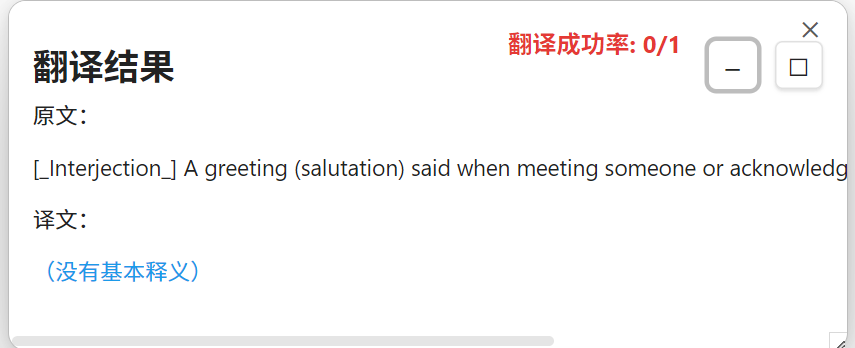 翻译成功率: 0/1
翻译结果
原文：
[_Interjection_] A greeting (salutation) said when meeting someone or acknowledg
译文：
（没有基本释义）